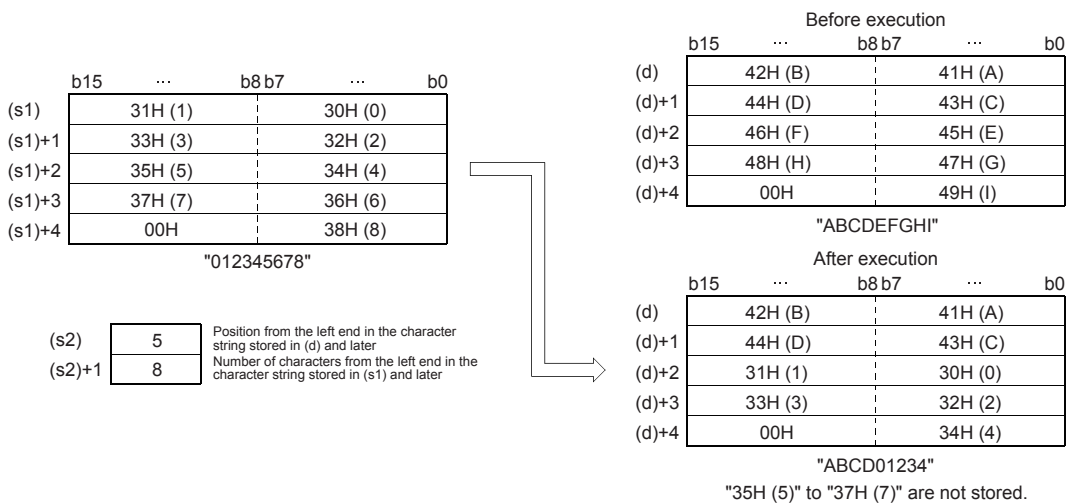 b15 ··· b8 b7 ··· b0
(s1) 31H (1) 30H (0)
(s1)+1 33H (3) 32H (2)
(s1)+2 35H (5) 34H (4)
(s1)+3 37H (7) 36H (6)
(s1)+4 00H 38H (8)
"012345678"
(s2) 5 Position from the left end in the character
string stored in (d) and later
(s2)+1 8 Number of characters from the left end in the
character string stored in (s1) and later
Before execution
b15 ··· b8 b7 ··· b0
(d) 42H (B) 41H (A)
(d)+1 44H (D) 43H (C)
(d)+2 46H (F) 45H (E)
(d)+3 48H (H) 47H (G)
(d)+4 00H 49H (I)
"ABCDEFGHI"
After execution
b15 ··· b8 b7 ··· b0
(d) 42H (B) 41H (A)
(d)+1 44H (D) 43H (C)
(d)+2 31H (1) 30H (0)
(d)+3 33H (3) 32H (2)
(d)+4 00H 34H (4)
"ABCD01234"
"35H (5)" to "37H (7)" are not stored.